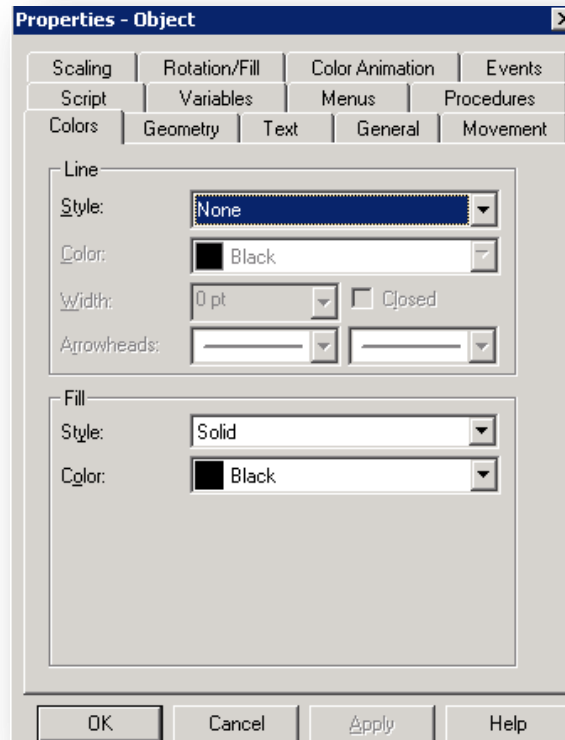 Properties - Object
Scaling Rotation/Fill Color Animation Events
Script Variables Menus Procedures
Colors Geometry Text General Movement
Line
Style: None
Color: Black
Width: 0 pt Closed
Arrowheads:
Fill
Style: Solid
Color: Black
OK Cancel Apply Help